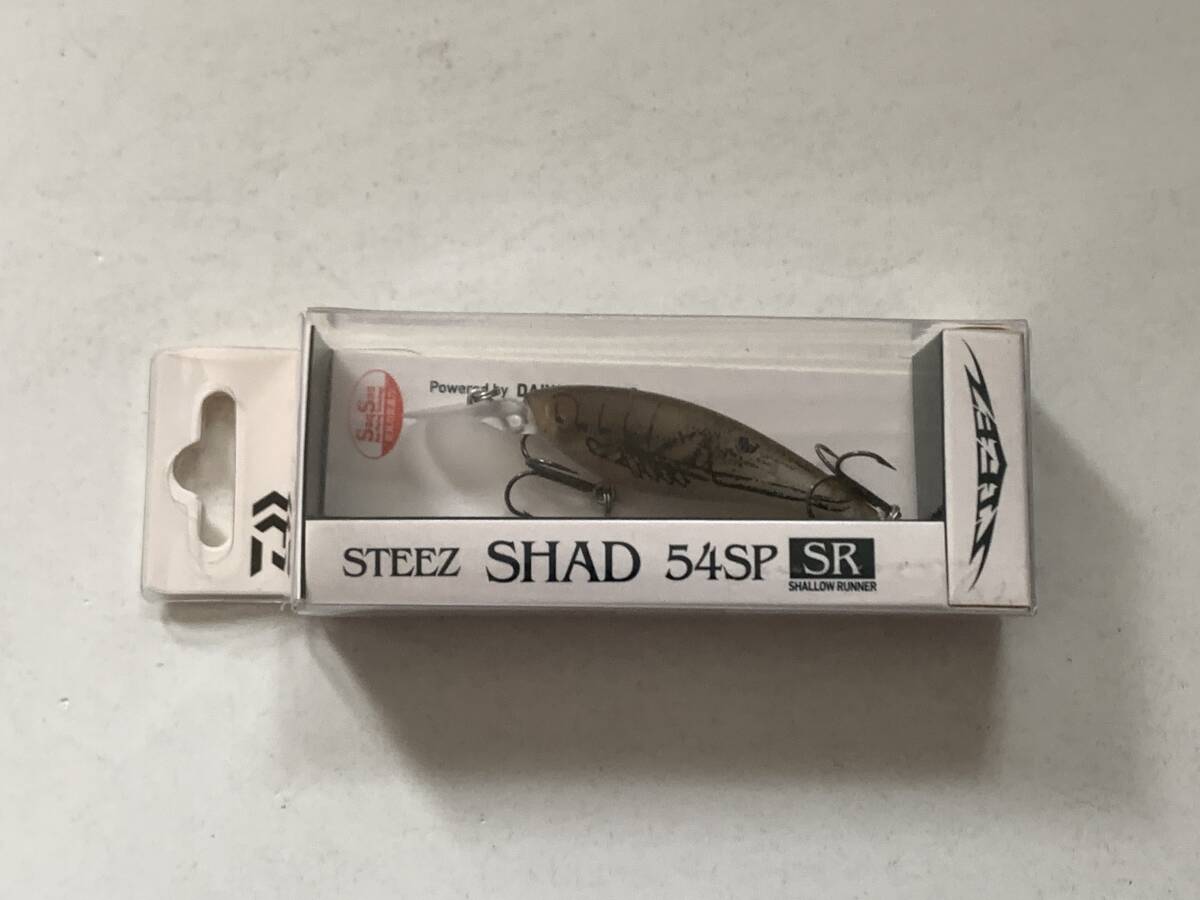 Powered by
STEEZ SHAD 54SP SR
SHALLOW RUNNER
STEEZ